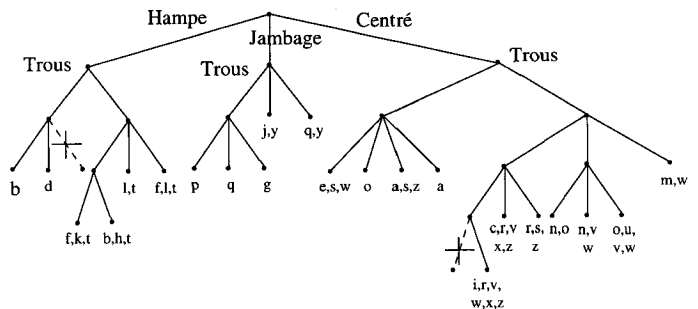 Hampe
Centré
Jambage
Trous
Trous
Trous
j,y
q,y
b
d
l,t
f,l,t
p
q
g
e,s,w
o
a,s,z
a
m,w
f,k,t
b,h,t
c,r,v
x,z
r,s,
z
n,o
n,v
w
o,u,
v,w
i,r,v,
w,x,z